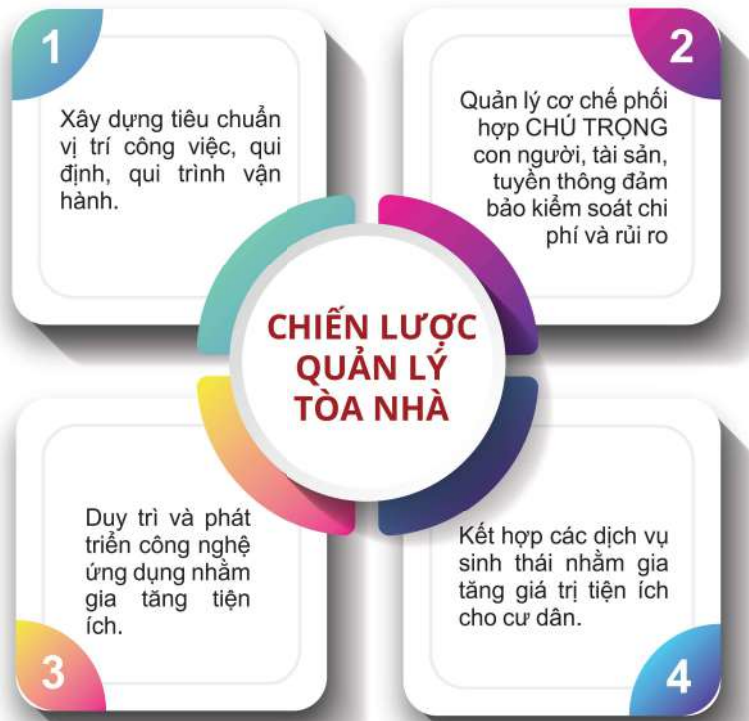 1
Xây dựng tiêu chuẩn
vị trí công việc, qui
định, qui trình vận
hành.
2
Quản lý cơ chế phối
hợp CHÚ TRỌNG
con người, tài sản,
tuyền thông đảm
bảo kiểm soát chi
phí và rủi ro
CHIẾN LƯỢC
QUẢN LÝ
TÒA NHÀ
Duy trì và phát
triển công nghệ
ứng dụng nhằm
gia tăng tiện
ích.
3
Kết hợp các dịch vụ
sinh thái nhằm gia
tăng giá trị tiện ích
cho cư dân.
4